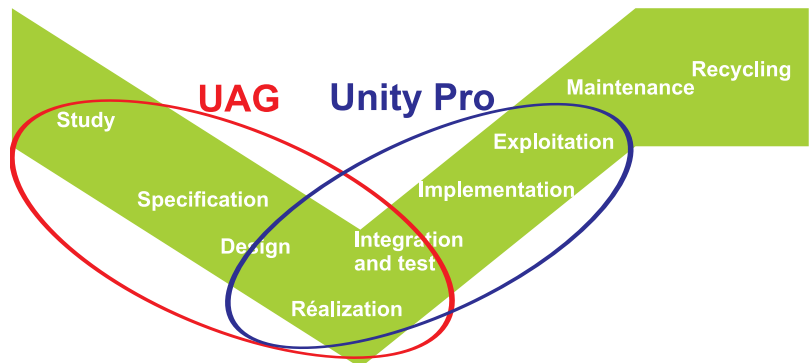 UAG
Unity Pro
Study
Specification
Design
Réalization
Integration
and test
Implementation
Exploitation
Maintenance
Recycling